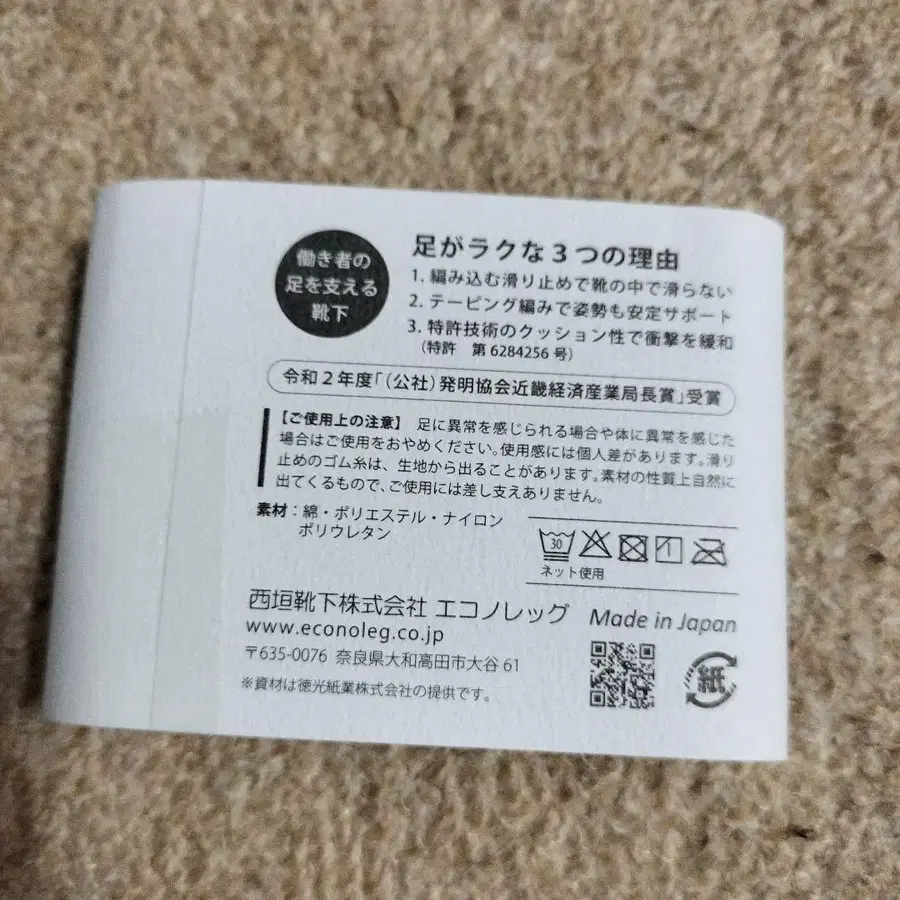 働き者の
足を支える
靴下
足がラクな3つの理由
1. 編み込む滑り止めで靴の中で滑らない
2. テーピング編みで姿勢も安定サポート
3. 特許技術のクッション性で衝撃を緩和
(特許 第 6284256 号)
令和2年度「(公社)発明協会近畿経済産業局長賞」受賞
【ご使用上の注意】 足に異常を感じられる場合や体に異常を感じた
場合はご使用をおやめください。使用感には個人差があります。滑り
止めのゴム糸は、生地から出ることがあります。素材の性質上自然に
出てくるもので、ご使用には差し支えありません。
素材:綿・ポリエステル・ナイロン
ポリウレタン
30
ネット使用
西垣靴下株式会社 エコノレッグ
Made in Japan
www.econoleg.co.jp
〒635-0076 奈良県大和高田市大谷 61
※資材は徳光紙業株式会社の提供です。
紙